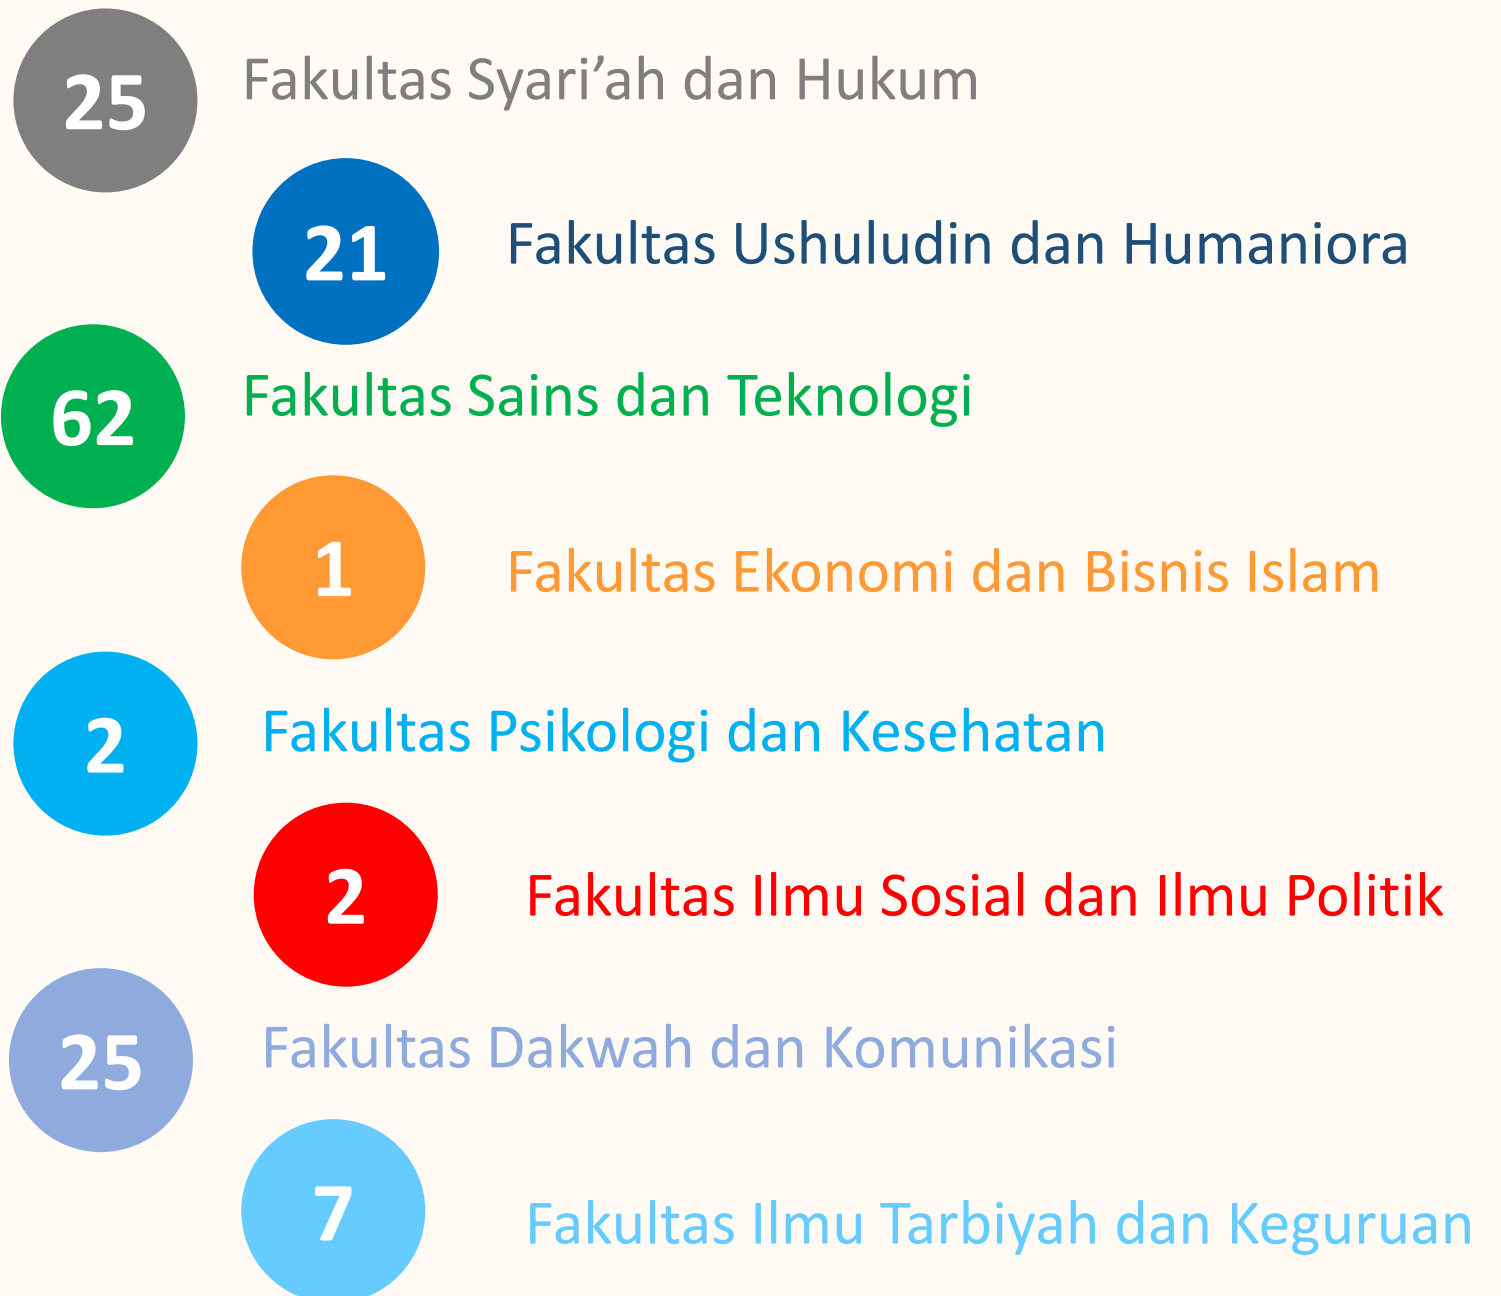 25
Fakultas Syari’ah dan Hukum
21
Fakultas Ushuludin dan Humaniora
62
Fakultas Sains dan Teknologi
1
Fakultas Ekonomi dan Bisnis Islam
2
Fakultas Psikologi dan Kesehatan
2
Fakultas Ilmu Sosial dan Ilmu Politik
25
Fakultas Dakwah dan Komunikasi
7
Fakultas Ilmu Tarbiyah dan Keguruan